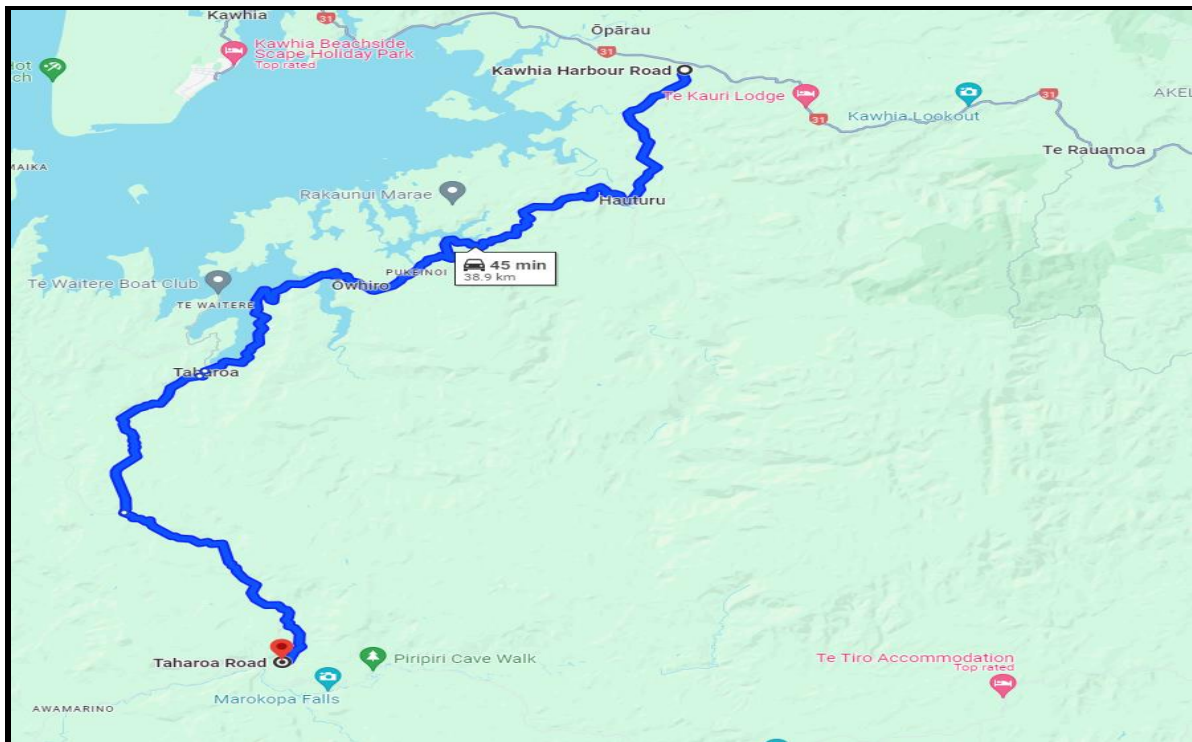 Kawhia
31
Ōpārau
Kawhia Beachside
Scape Holiday Park
Top rated
31
Kawhia Harbour Road
Te Kauri Lodge
31
Kawhia Lookout
31
AKEL
Te Rauamoa
MAIKA
Rakaunui Marae
Hauturu
45 min
38.9 km
PUKEINOI
Owhiro
Te Waitere Boat Club
TE WAITERE
Taharoa
Taharoa Road
Piripiri Cave Walk
Marokopa Falls
Te Tiro Accommodation
Top rated
AWAMARINO